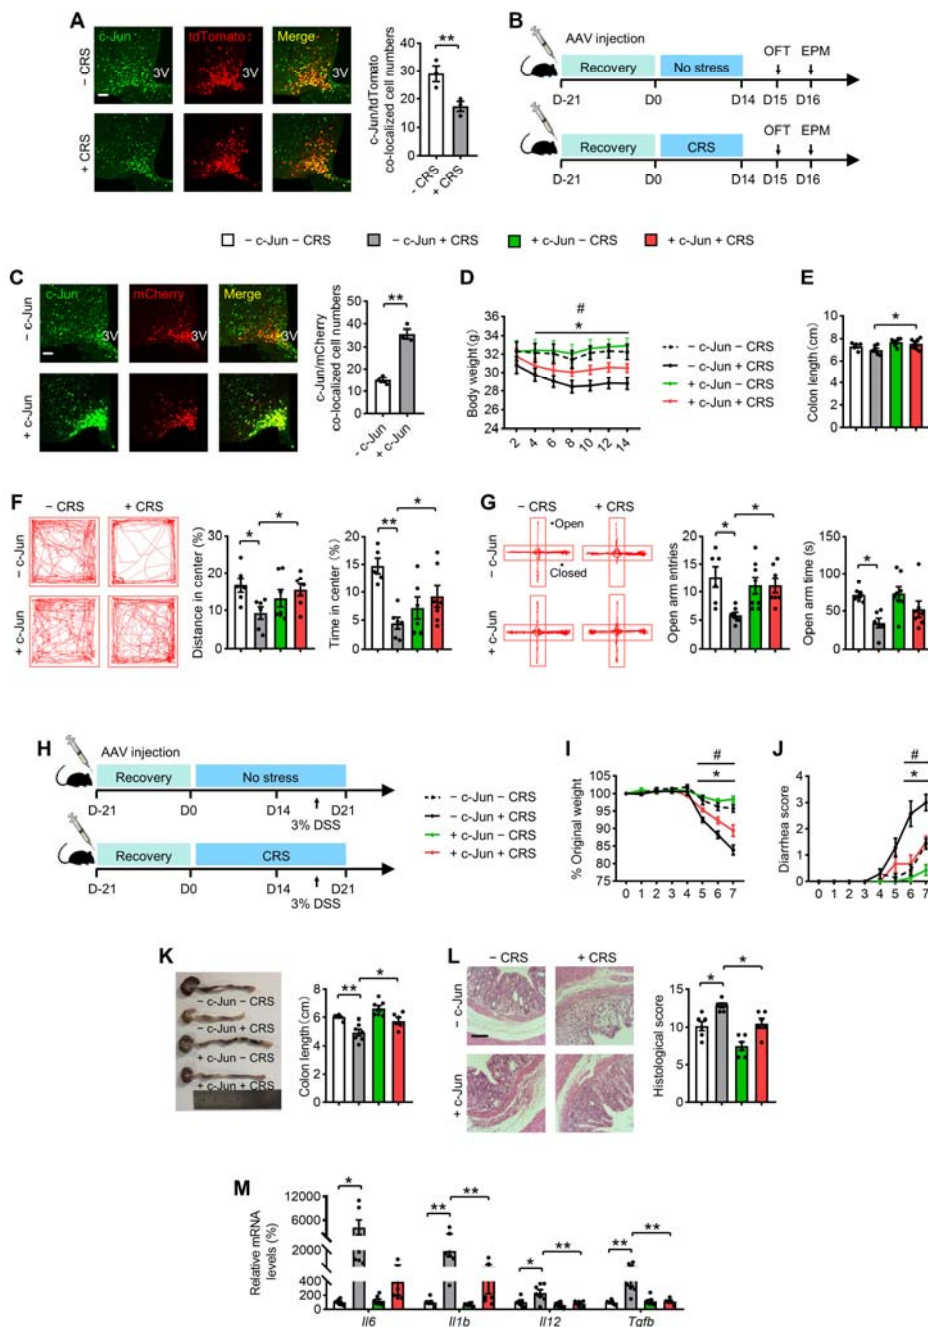 A
c-Jun
tdTomato
Merge
3V
3V
3V
− CRS
+ CRS
c-Jun/tdTomato
co-localized cell numbers
40
30
20
10
0
**
− CRS
+ CRS
B
AAV injection
OFT EPM
Recovery No stress
D-21 D0 D14 D15 D16
OFT EPM
Recovery CRS
D-21 D0 D14 D15 D16
− c-Jun − CRS − c-Jun + CRS + c-Jun − CRS + c-Jun + CRS
C
c-Jun
mCherry
Merge
3V
3V
3V
− c-Jun
+ c-Jun
c-Jun/mCherry
co-localized cell numbers
50
40
30
20
10
0
**
− c-Jun
+ c-Jun
D
#
*
Body weight(g)
36
34
32
30
28
26
24
2 4 6 8 10 12 14
− c-Jun − CRS
− c-Jun + CRS
+ c-Jun − CRS
+ c-Jun + CRS
E
*
Colon lengh(cm)
10
8
6
4
2
0
F
− CRS + CRS
− c-Jun
+ c-Jun
Distance in center (%)
30
20
10
0
* *
Time in center (%)
20
15
10
5
0
** *
G
− CRS + CRS
− c-Jun
+ c-Jun
Open
Closed
Open arm entries
20
15
10
5
0
* *
Open arm time (s)
150
100
50
0
*
H
AAV injection
Recovery No stress
D-21 D0 D14 D21
3% DSS
Recovery CRS
D-21 D0 D14 D21
3% DSS
− c-Jun − CRS
− c-Jun + CRS
+ c-Jun − CRS
+ c-Jun + CRS
I
#
*
% Original weight
105
100
95
90
85
80
75
0 1 2 3 4 5 6 7
J
#
*
Diarrhea score
4
3
2
1
0
0 1 2 3 4 5 6 7
K
− c-Jun − CRS
− c-Jun + CRS
+ c-Jun − CRS
+ c-Jun + CRS
Colon length(cm)
8
6
4
2
0
** *
L
− CRS + CRS
− c-Jun
+ c-Jun
Histological score
15
10
5
0
* *
M
Relative mRNA
levels (%)
12000
6000
2000
400
200
0
* ** ** * ** ** **
Il6 Il1b Il12 Tgfb